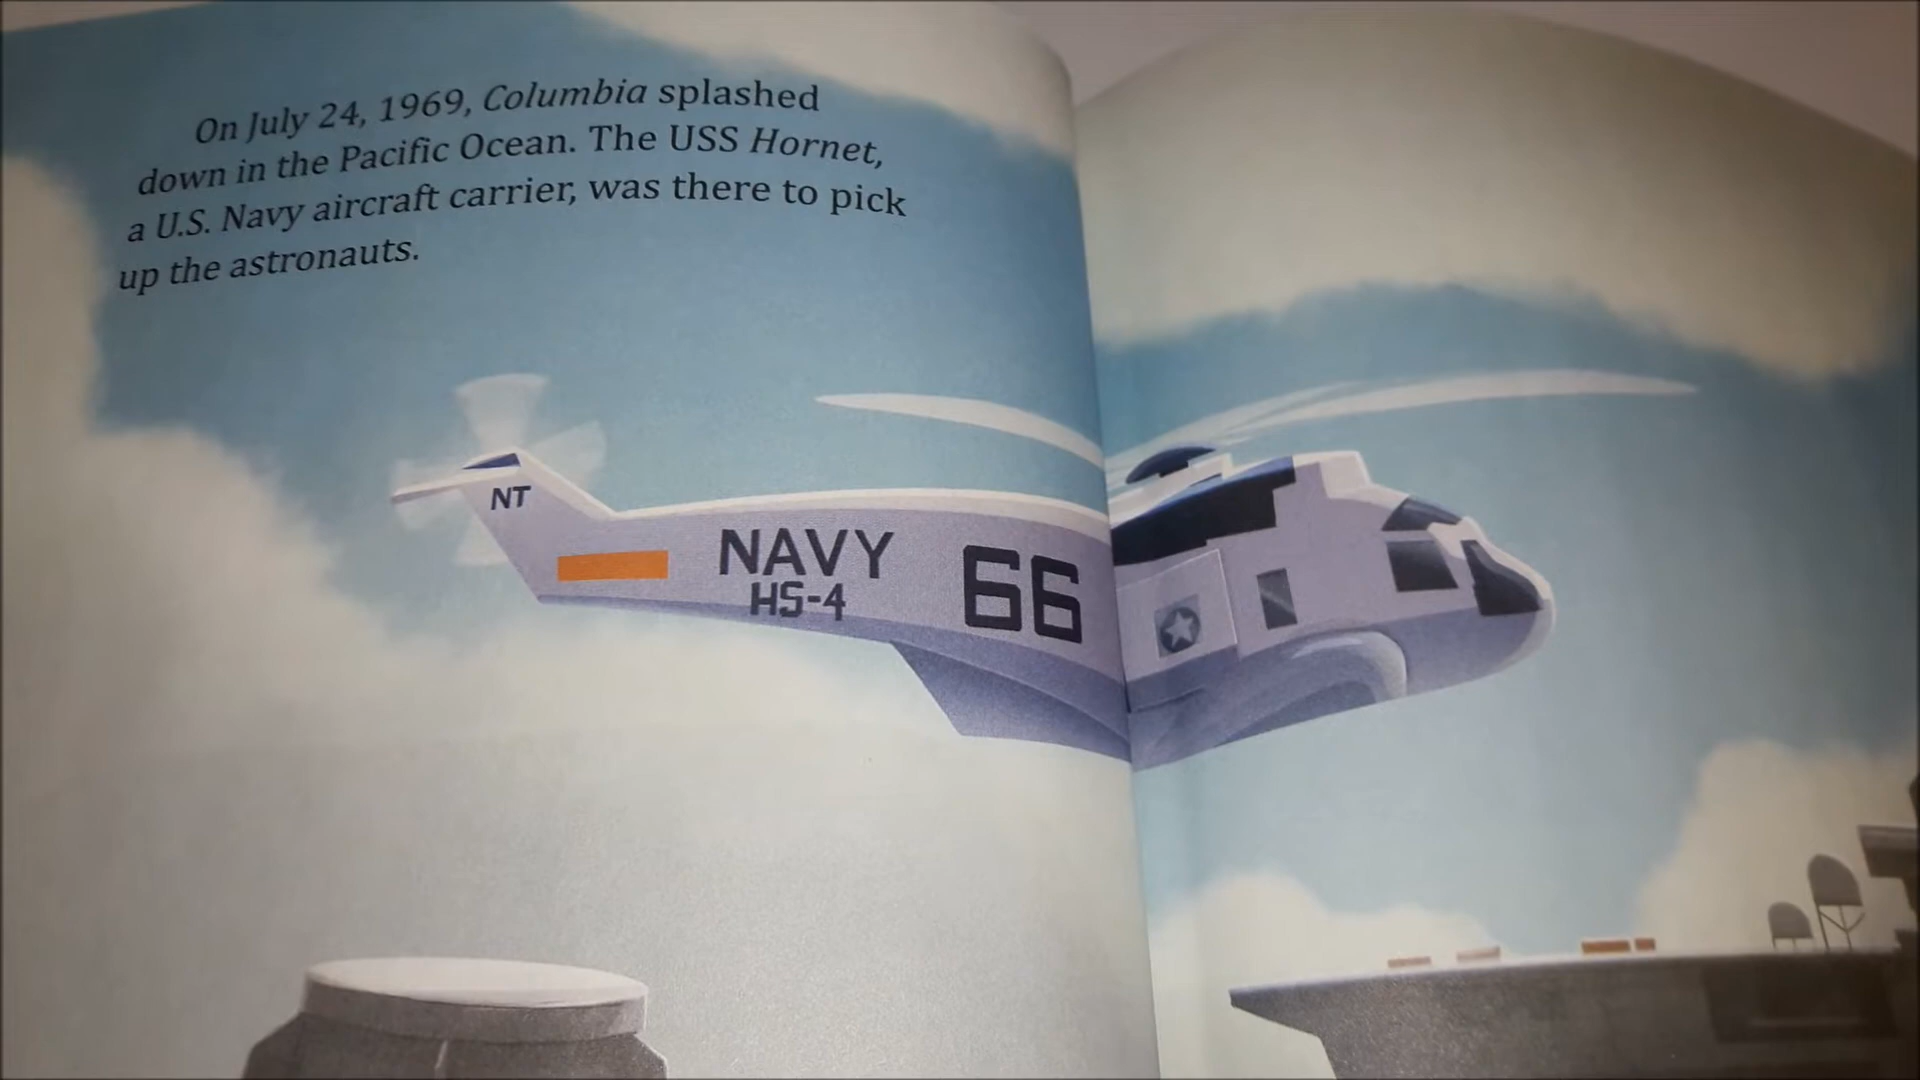 On July 24, 1969, Columbia splashed
down in the Pacific Ocean. The USS Hornet,
a U.S. Navy aircraft carrier, was there to pick
up the astronauts.
NT
NAVY
HS-4
66